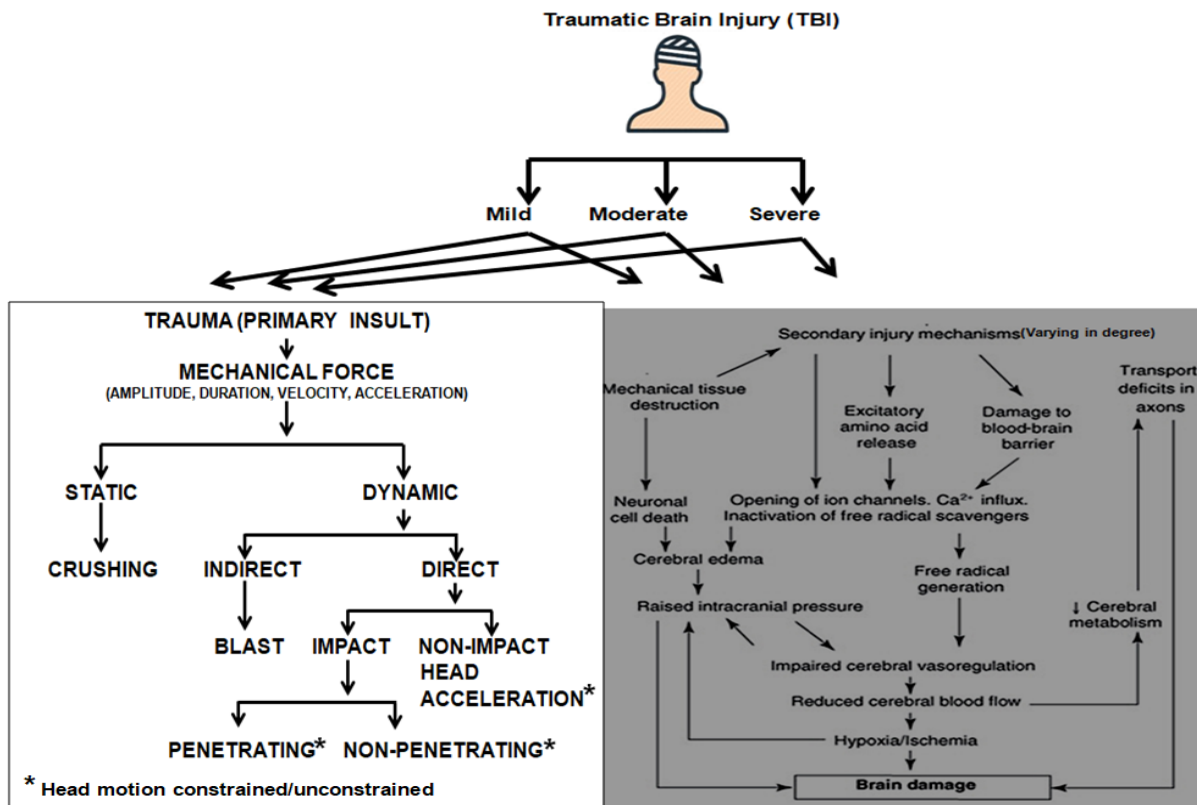 Traumatic Brain Injury (TBI)
Mild
Moderate
Severe
TRAUMA (PRIMARY INSULT)
MECHANICAL FORCE
(AMPLITUDE, DURATION, VELOCITY, ACCELERATION)
STATIC
DYNAMIC
CRUSHING
INDIRECT
DIRECT
BLAST
IMPACT
NON-IMPACT
HEAD
ACCELERATION*
PENETRATING*
NON-PENETRATING*
* Head motion constrained/unconstrained
Secondary injury mechanisms(Varying in degree)
Mechanical tissue
destruction
Excitatory
amino acid
release
Damage to
blood-brain
barrier
Transport
deficits in
axons
Neuronal
cell death
Opening of ion channels. Ca²⁺ influx.
Inactivation of free radical scavengers
Cerebral edema
Free radical
generation
Raised intracranial pressure
↓ Cerebral
metabolism
Impaired cerebral vasoregulation
Reduced cerebral blood flow
Hypoxia/Ischemia
Brain damage